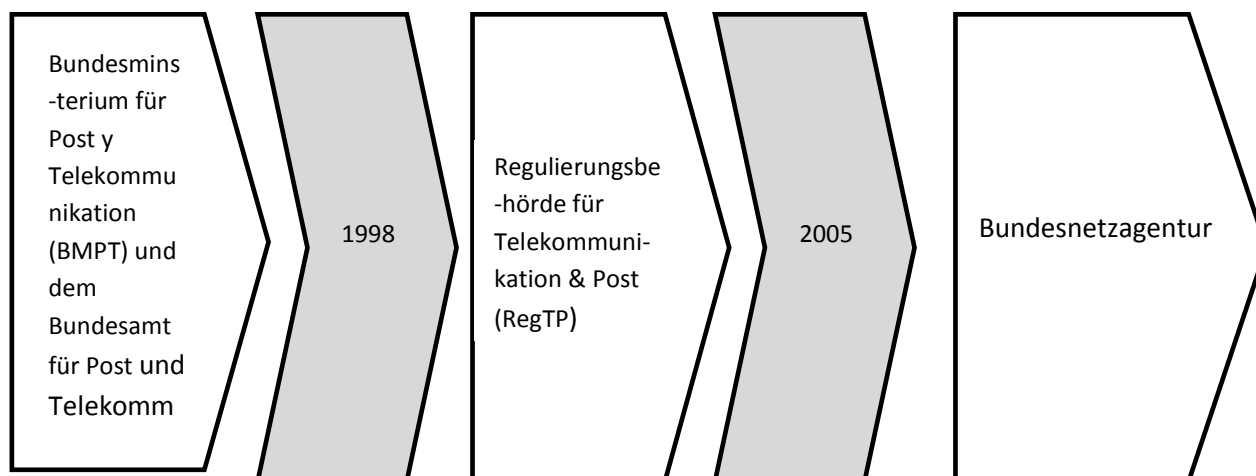 Bundesmins
-terium für
Post y
Telekommu
nikation
(BMPT) und
dem
Bundesamt
für Post und
Telekomm
1998
Regulierungsbe
-hörde für
Telekommuni-
kation & Post
(RegTP)
2005
Bundesnetzagentur